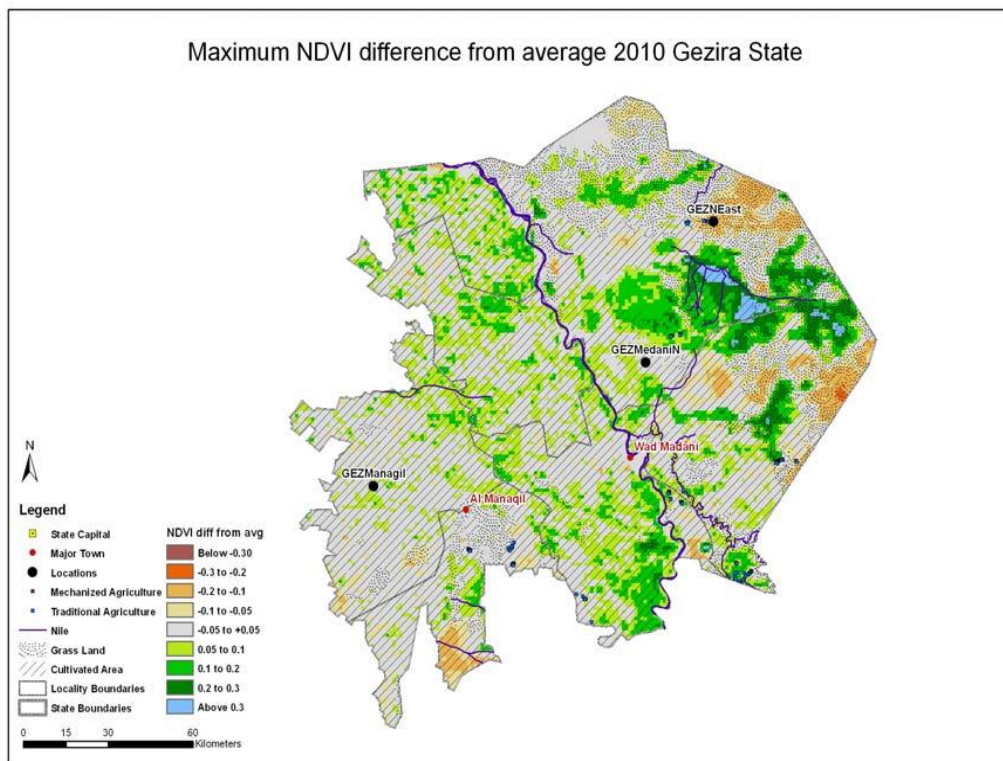 Maximum NDVI difference from average 2010 Gezira State
GEZNEast
GEZMedaniN
Wad Madani
GEZManagil
Al Manaqil
N
Legend
State Capital
Major Town
Locations
Mechanized Agriculture
Traditional Agriculture
Nile
Grass Land
Cultivated Area
Locality Boundaries
State Boundaries
NDVI diff from avg
Below -0.30
-0.3 to -0.2
-0.2 to -0.1
-0.1 to -0.05
-0.05 to +0.05
0.05 to 0.1
0.1 to 0.2
0.2 to 0.3
Above 0.3
0 15 30 60
Kilometers